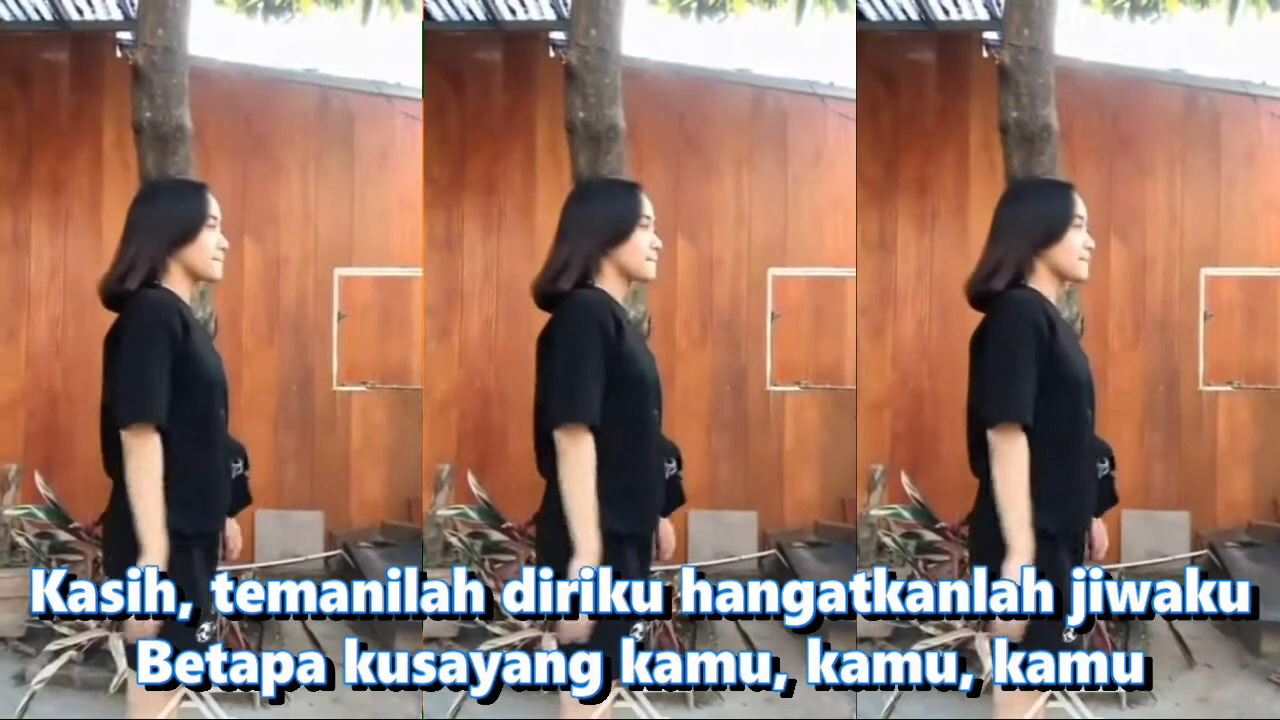 Kasih, temanilah diriku hangatkanlah jiwaku
Betapa kusayang kamu, kamu, kamu